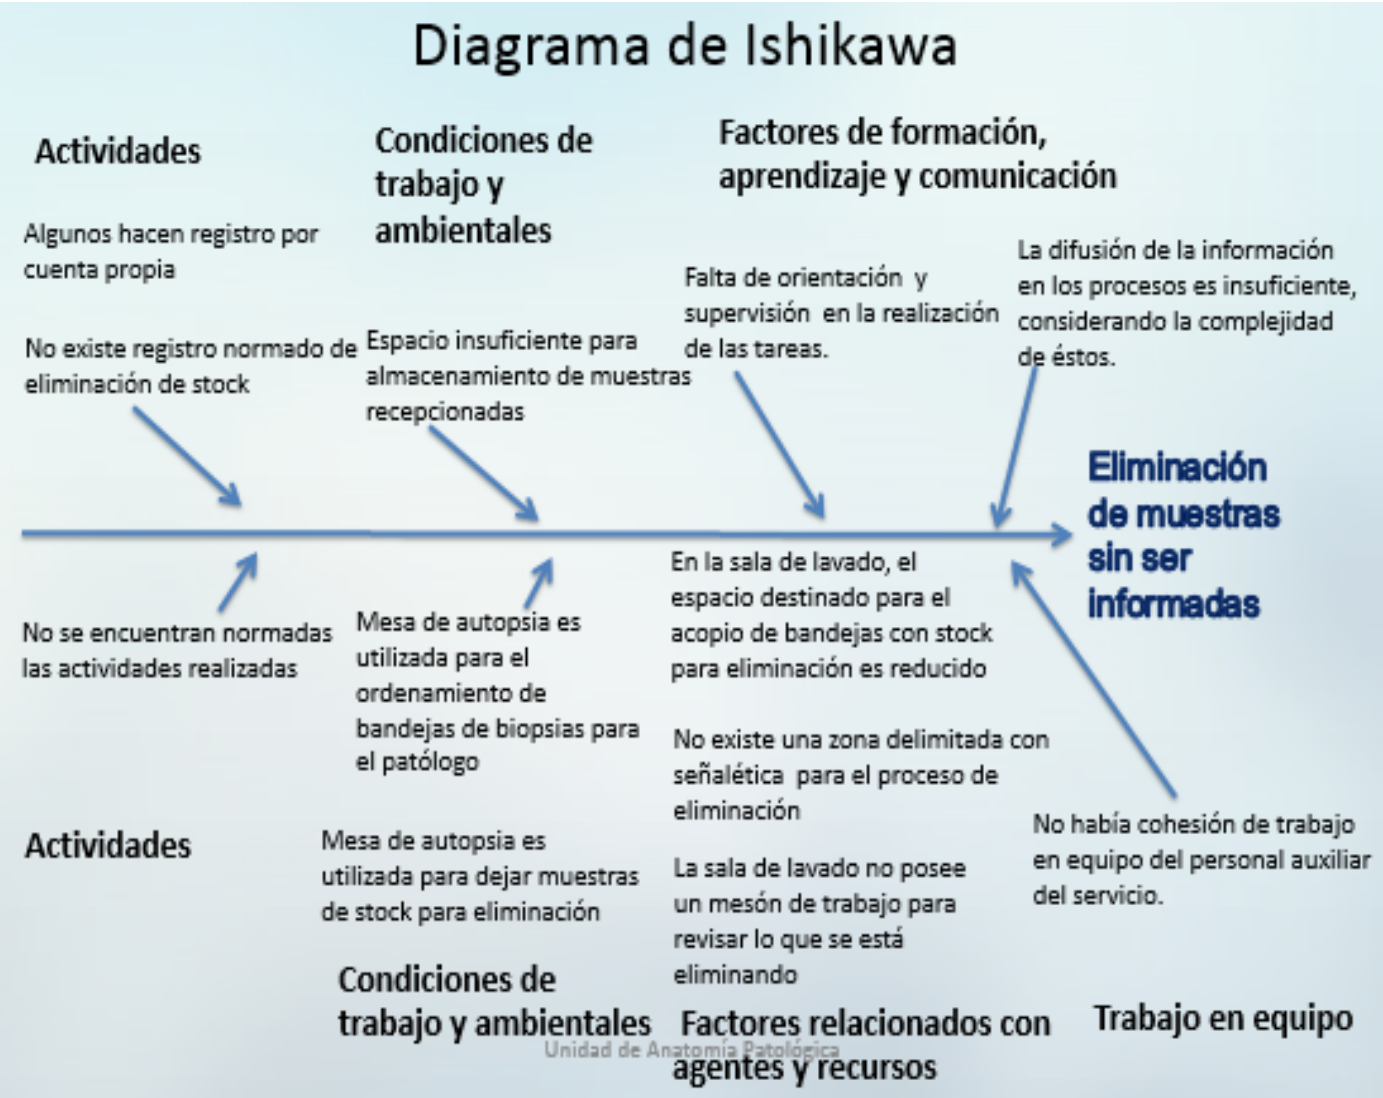 Diagrama de Ishikawa
Actividades
Algunos hacen registro por
cuenta propia
No existe registro normado de
eliminación de stock
Condiciones de
trabajo y
ambientales
Espacio insuficiente para
almacenamiento de muestras
recepcionadas
Factores de formación,
aprendizaje y comunicación
Falta de orientación y
supervisión en la realización
de las tareas.
La difusión de la información
en los procesos es insuficiente,
considerando la complejidad
de éstos.
Eliminación
de muestras
sin ser
informadas
No se encuentran normadas
las actividades realizadas
Actividades
Mesa de autopsia es
utilizada para el
ordenamiento de
bandejas de biopsias para
el patólogo
Mesa de autopsia es
utilizada para dejar muestras
de stock para eliminación
Condiciones de
trabajo y ambientales
En la sala de lavado, el
espacio destinado para el
acopio de bandejas con stock
para eliminación es reducido
No existe una zona delimitada con
señalética para el proceso de
eliminación
La sala de lavado no posee
un mesón de trabajo para
revisar lo que se está
eliminando
Factores relacionados con
agentes y recursos
No había cohesión de trabajo
en equipo del personal auxiliar
del servicio.
Trabajo en equipo
Unidad de Anatomía Patológica